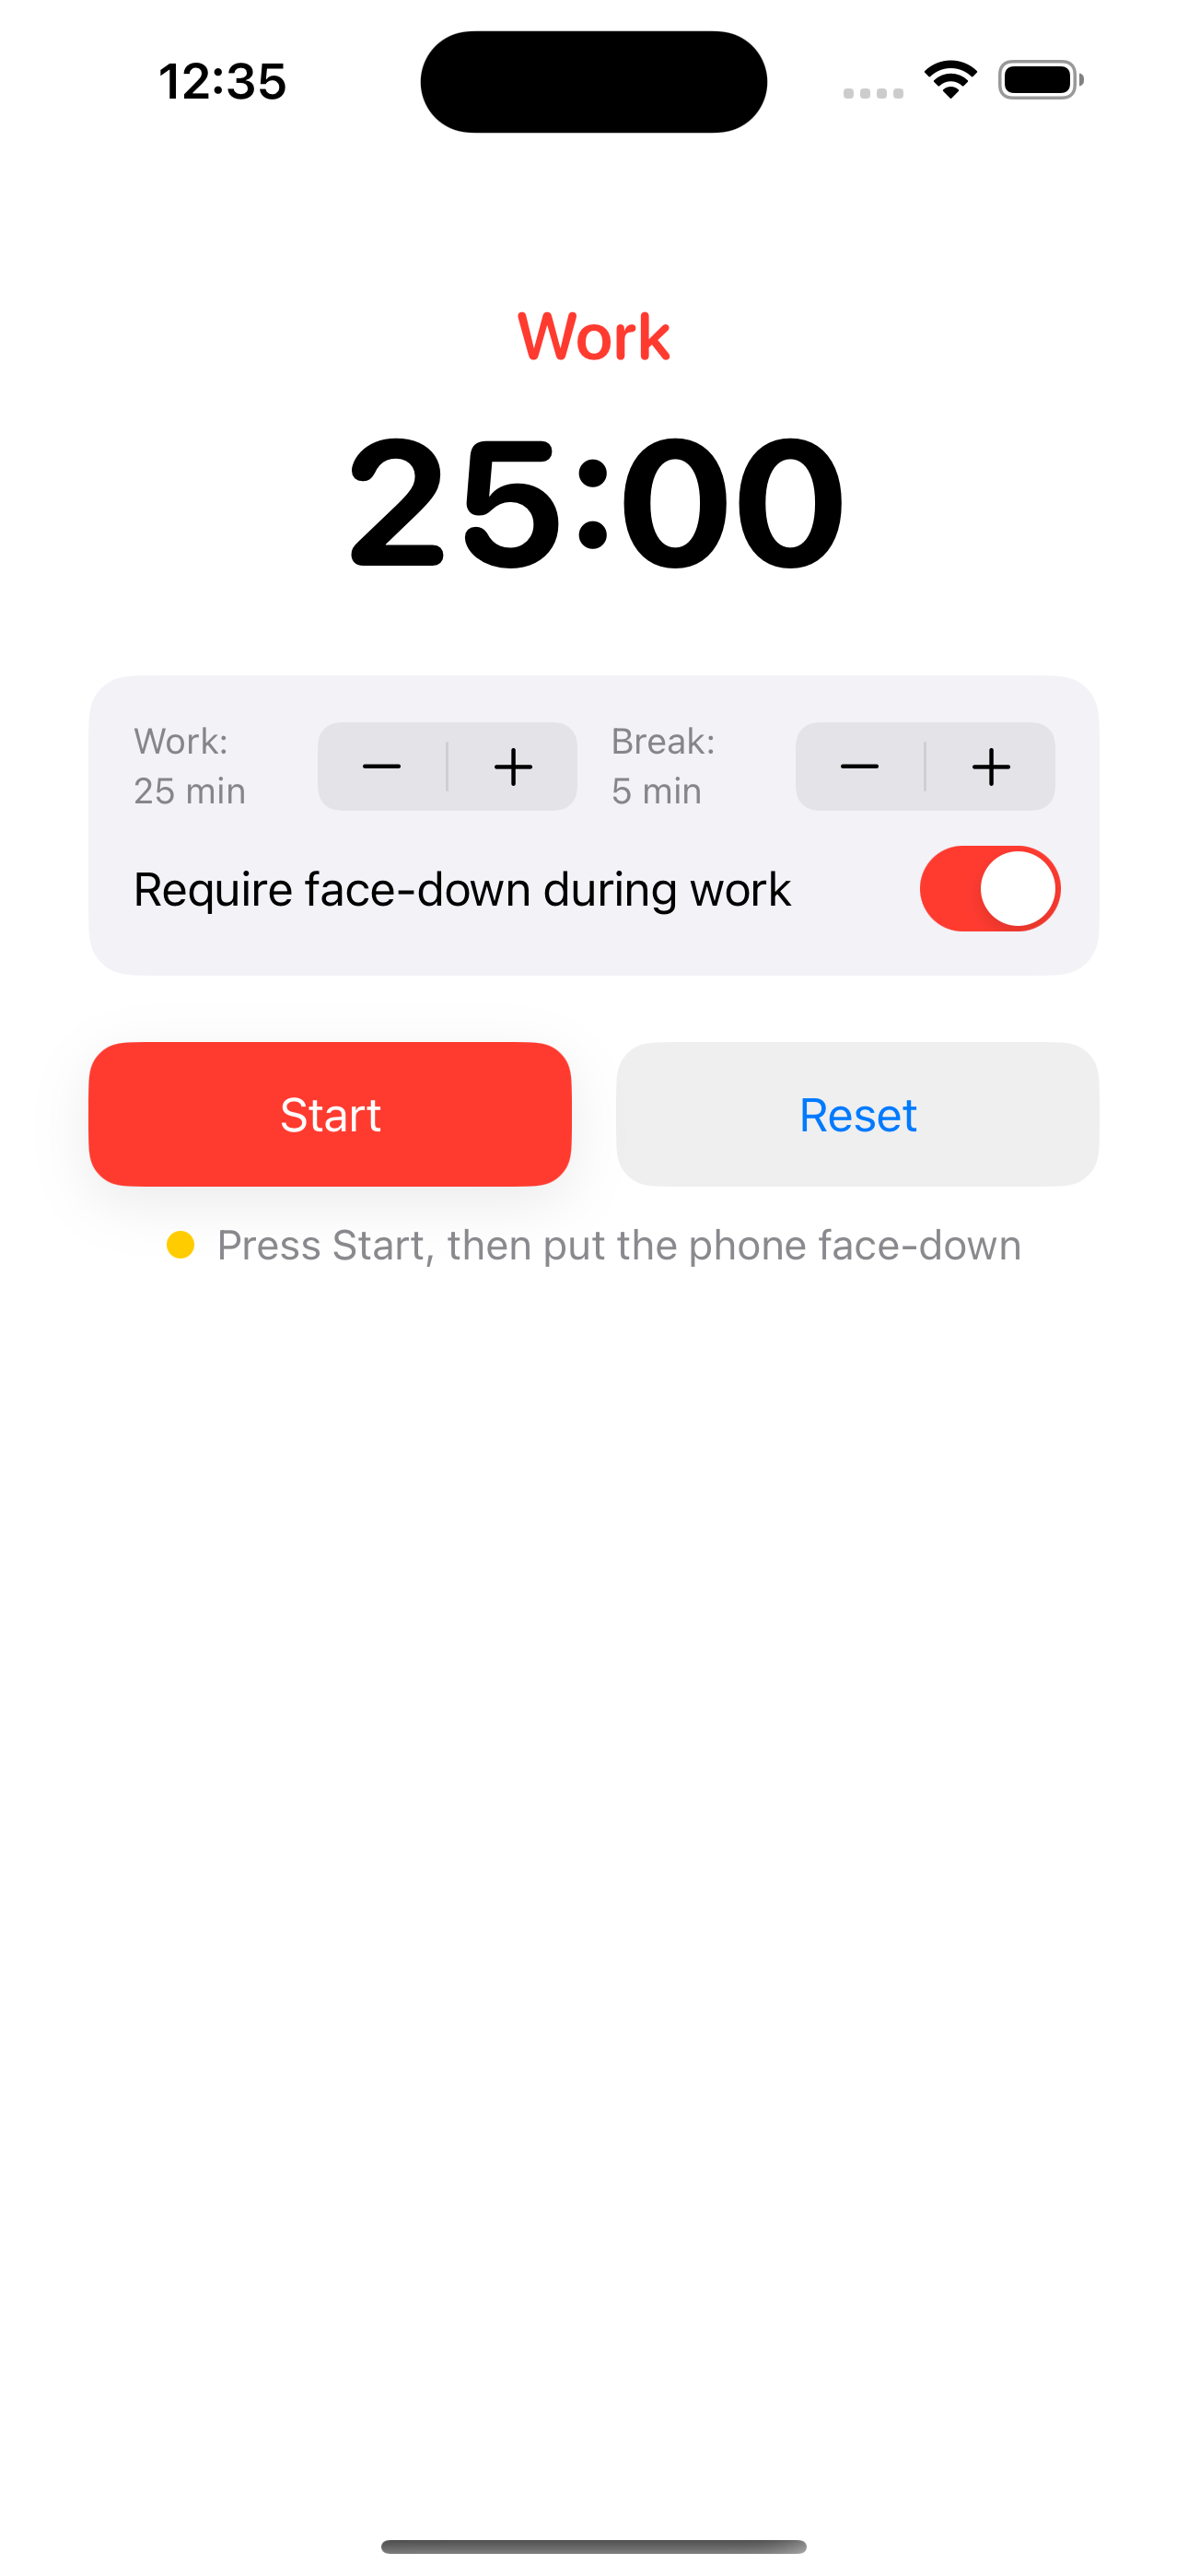 12:35
Work
25:00
Work:
25 min
Break:
5 min
Require face-down during work
Start
Reset
Press Start, then put the phone face-down